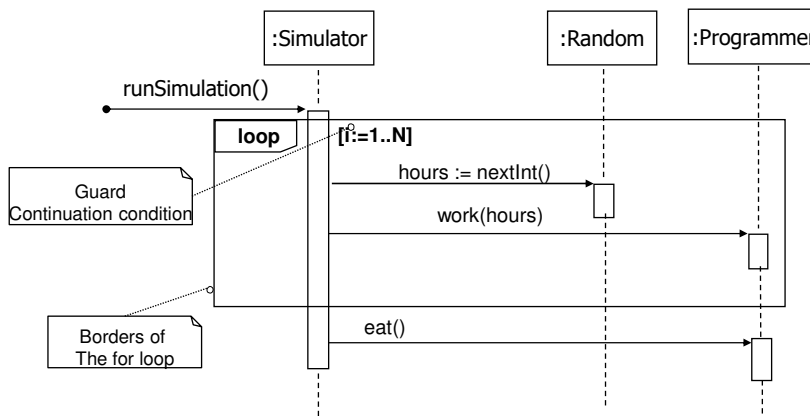 :Simulator
:Random
:Programmer
runSimulation()
loop
[i:=1..N]
Guard
Continuation condition
hours := nextInt()
work(hours)
Borders of
The for loop
eat()